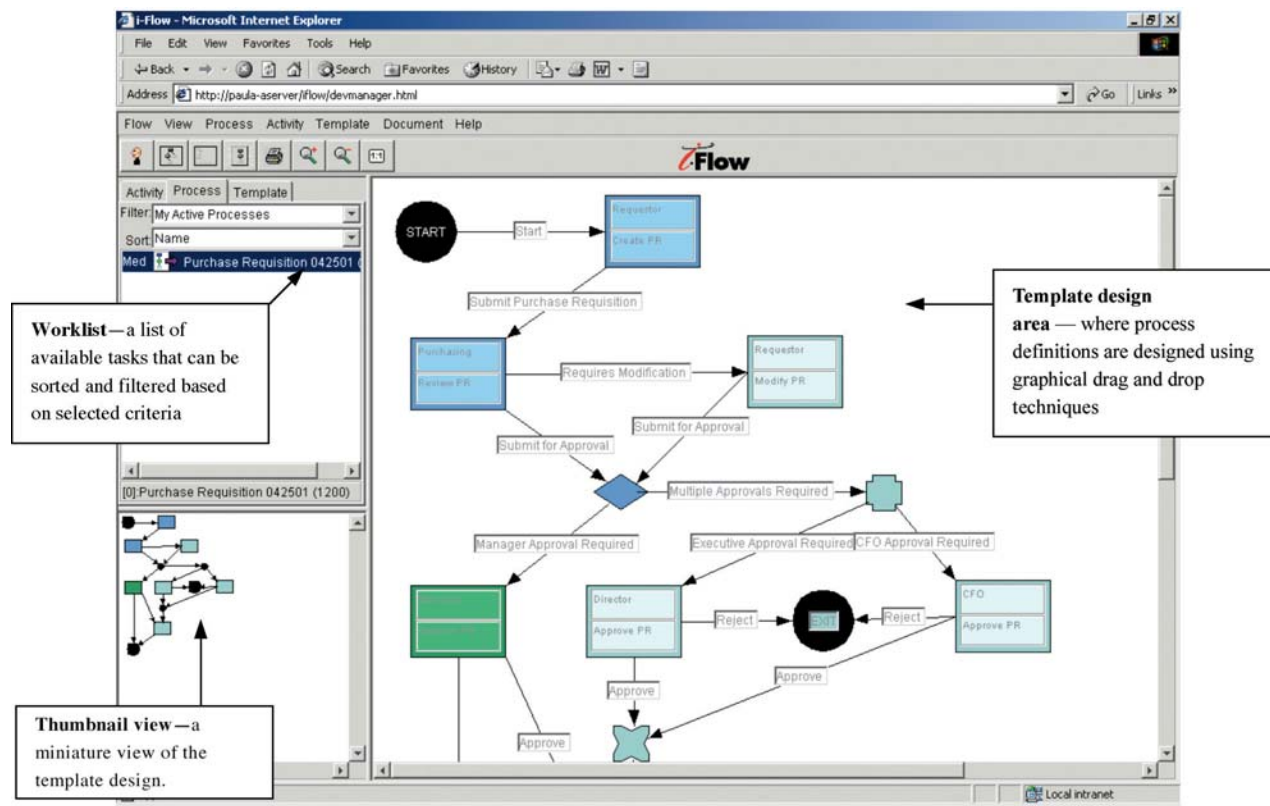 i-Flow - Microsoft Internet Explorer
File Edit View Favorites Tools Help
Back Search Favorites History
Address http://paula-aserver/iflow/devmanager.html Go Links »
Flow View Process Activity Template Document Help
1:1
i-Flow
Activity Process Template
Filter: My Active Processes
Sort: Name
Med Purchase Requisition 042501 (
START
Start
Requestor
Create PR
Submit Purchase Requisition
Worklist—a list of
available tasks that can be
sorted and filtered based
on selected criteria
Template design
area — where process
definitions are designed using
graphical drag and drop
techniques
Purchasing
Review PR
Requires Modification
Requestor
Modify PR
Submit for Approval
Submit for Approval
[0]:Purchase Requisition 042501 (1200)
Multiple Approvals Required
Manager Approval Required
Executive Approval Required
CFO Approval Required
Director
Approve PR
Reject
EXIT
Reject
CFO
Approve PR
Approve
Approve
Approve
Thumbnail view—a
miniature view of the
template design.
Local intranet